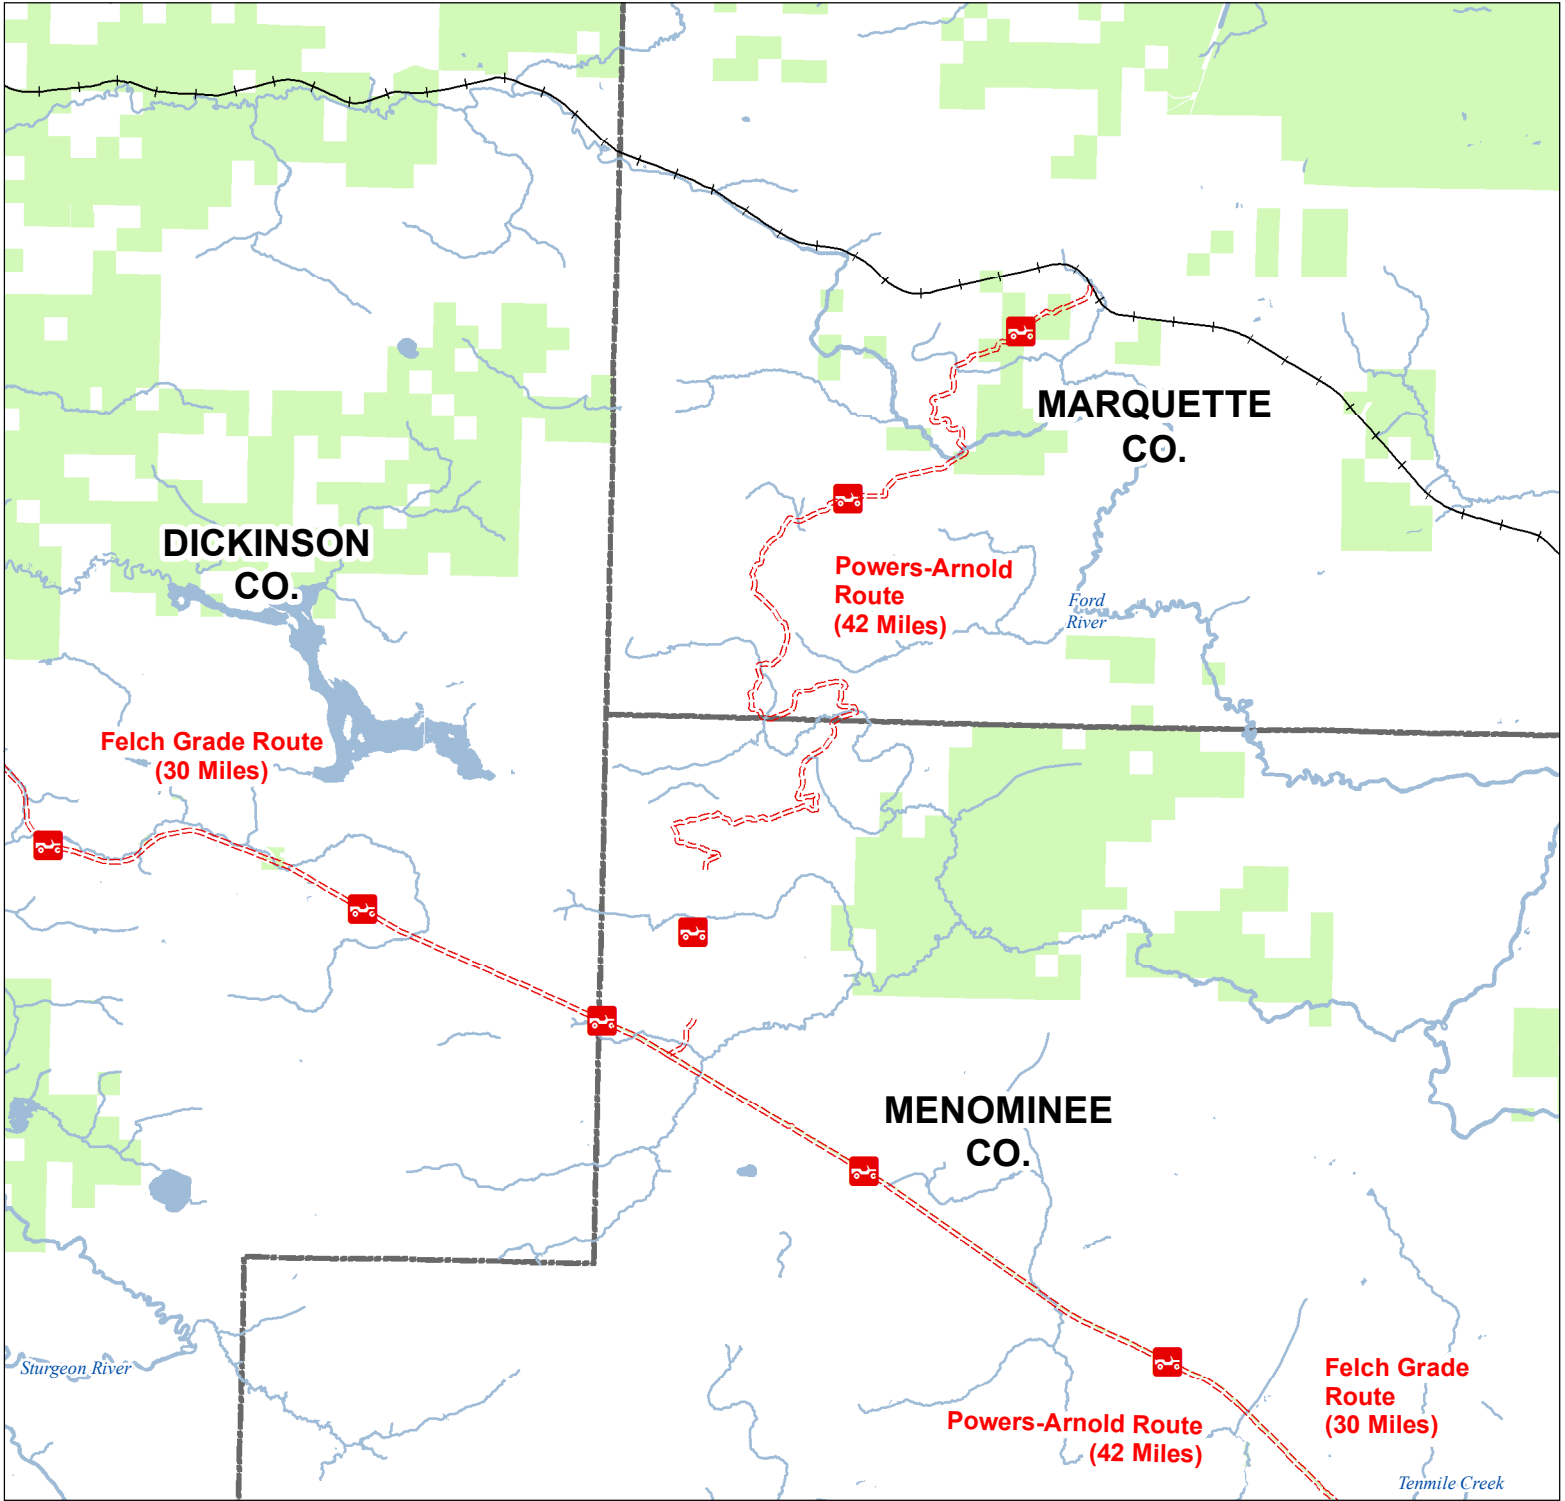 MARQUETTE
CO.
DICKINSON
CO.
Powers-Arnold
Route
(42 Miles)
Ford
River
Felch Grade Route
(30 Miles)
MENOMINEE
CO.
Sturgeon River
Felch Grade
Route
(30 Miles)
Powers-Arnold Route
(42 Miles)
Tenmile Creek